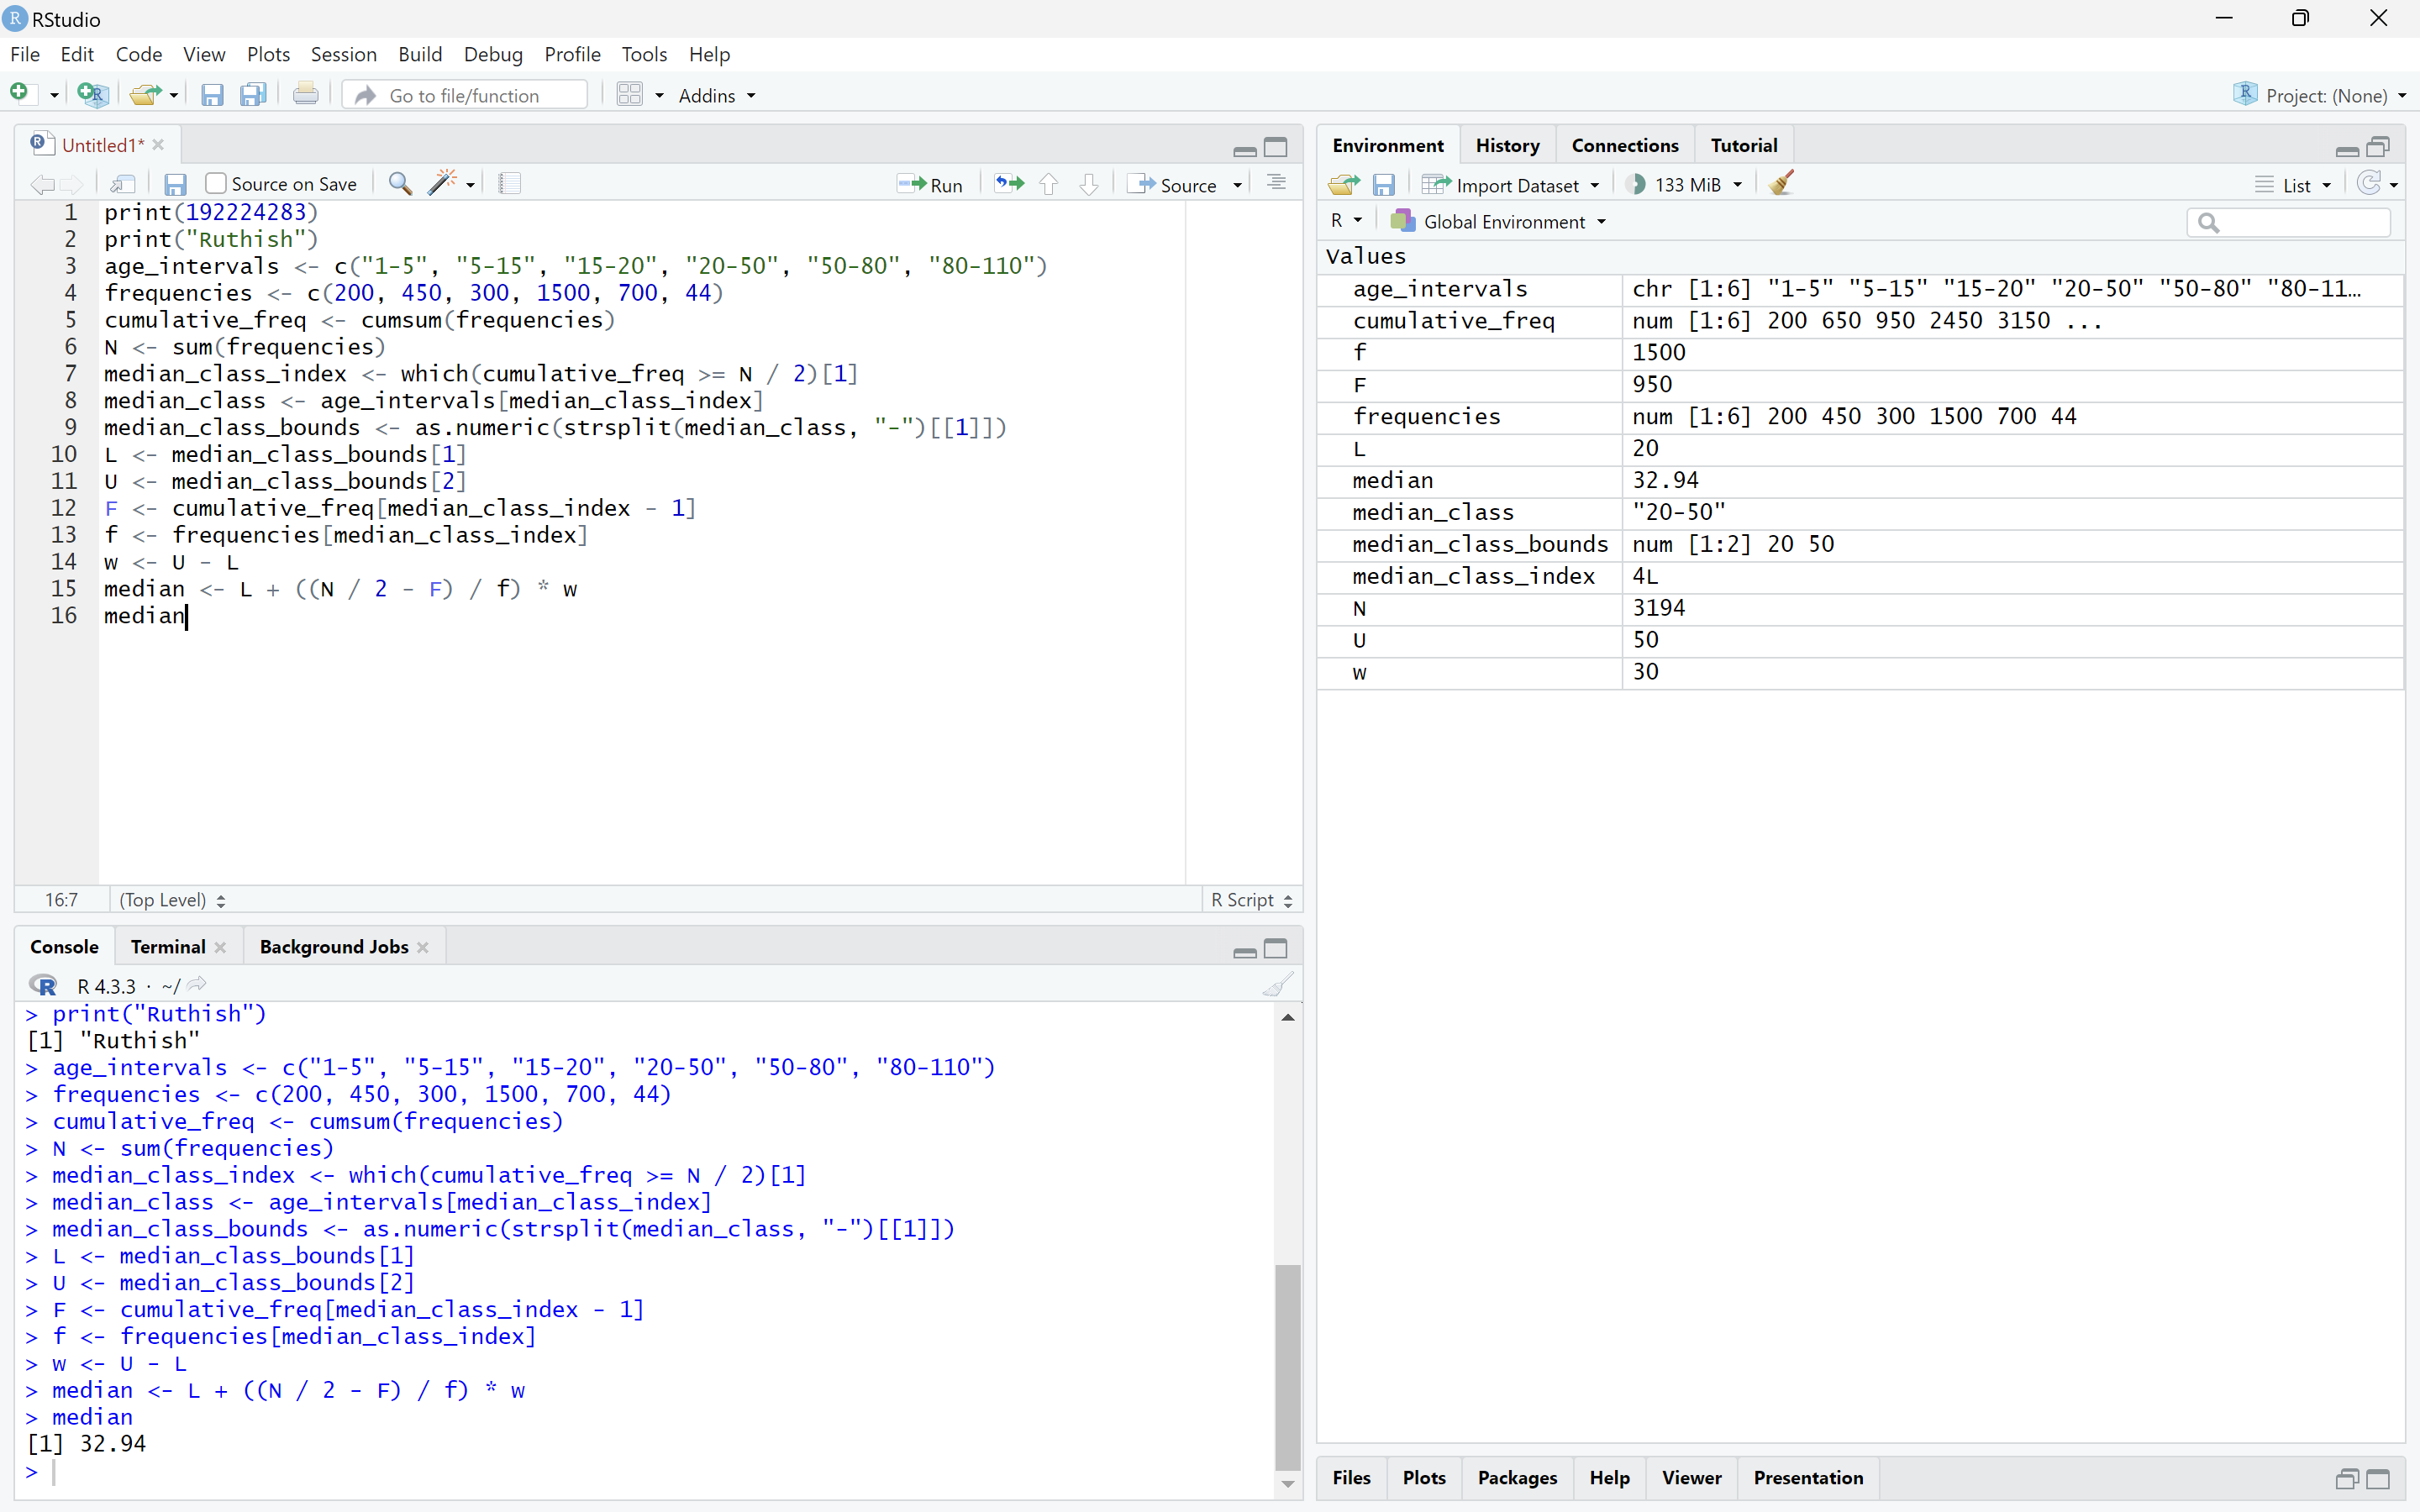 RStudio
File Edit Code View Plots Session Build Debug Profile Tools Help
Go to file/function Addins Project: (None)
Untitled1*
Source on Save Run Source
1 print(192224283)
2 print("Ruthish")
3 age_intervals <- c("1-5", "5-15", "15-20", "20-50", "50-80", "80-110")
4 frequencies <- c(200, 450, 300, 1500, 700, 44)
5 cumulative_freq <- cumsum(frequencies)
6 N <- sum(frequencies)
7 median_class_index <- which(cumulative_freq >= N / 2)[1]
8 median_class <- age_intervals[median_class_index]
9 median_class_bounds <- as.numeric(strsplit(median_class, "-")[[1]])
10 L <- median_class_bounds[1]
11 U <- median_class_bounds[2]
12 F <- cumulative_freq[median_class_index - 1]
13 f <- frequencies[median_class_index]
14 w <- U - L
15 median <- L + ((N / 2 - F) / f) * w
16 median
16:7 (Top Level) R Script
Console Terminal Background Jobs
R 4.3.3 · ~/
> print("Ruthish")
[1] "Ruthish"
> age_intervals <- c("1-5", "5-15", "15-20", "20-50", "50-80", "80-110")
> frequencies <- c(200, 450, 300, 1500, 700, 44)
> cumulative_freq <- cumsum(frequencies)
> N <- sum(frequencies)
> median_class_index <- which(cumulative_freq >= N / 2)[1]
> median_class <- age_intervals[median_class_index]
> median_class_bounds <- as.numeric(strsplit(median_class, "-")[[1]])
> L <- median_class_bounds[1]
> U <- median_class_bounds[2]
> F <- cumulative_freq[median_class_index - 1]
> f <- frequencies[median_class_index]
> w <- U - L
> median <- L + ((N / 2 - F) / f) * w
> median
[1] 32.94
>
Environment History Connections Tutorial
Import Dataset 133 MiB List
R Global Environment
Values
age_intervals chr [1:6] "1-5" "5-15" "15-20" "20-50" "50-80" "80-11…
cumulative_freq num [1:6] 200 650 950 2450 3150 ...
f 1500
F 950
frequencies num [1:6] 200 450 300 1500 700 44
L 20
median 32.94
median_class "20-50"
median_class_bounds num [1:2] 20 50
median_class_index 4L
N 3194
U 50
w 30
Files Plots Packages Help Viewer Presentation